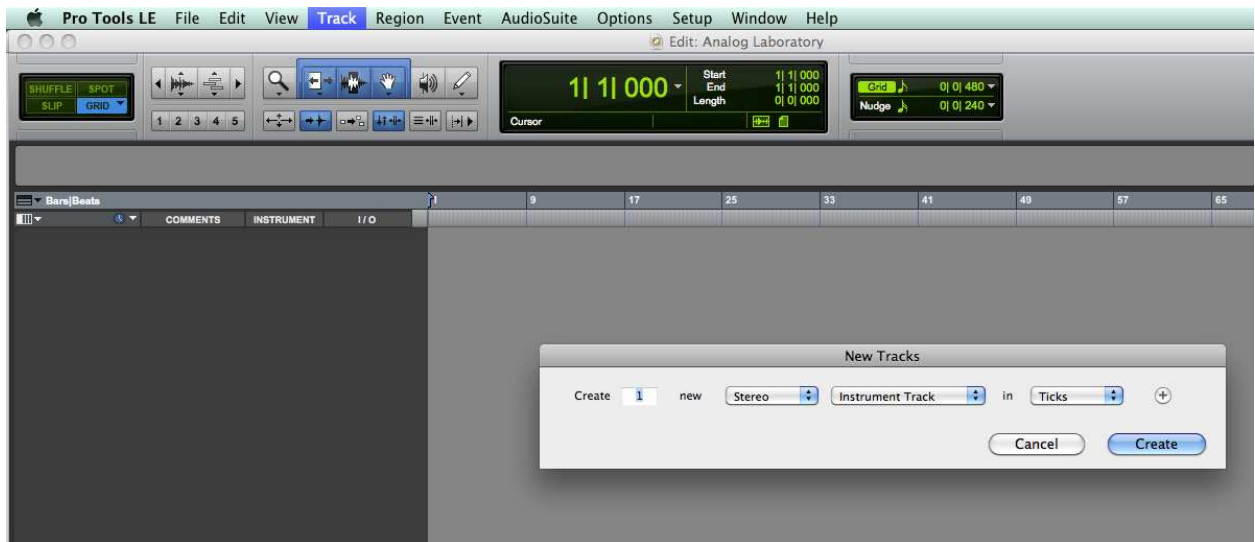 Pro Tools LE File Edit View Track Region Event AudioSuite Options Setup Window Help
Edit: Analog Laboratory
SHUFFLE SPOT
SLIP GRID
1 2 3 4 5
1| 1| 000
Start 1| 1| 000
End 1| 1| 000
Length 0| 0| 000
Cursor
Grid 0| 0| 480
Nudge 0| 0| 240
Bars|Beats 1 9 17 25 33 41 49 57 65
COMMENTS INSTRUMENT I / O
New Tracks
Create 1 new Stereo Instrument Track in Ticks
Cancel Create